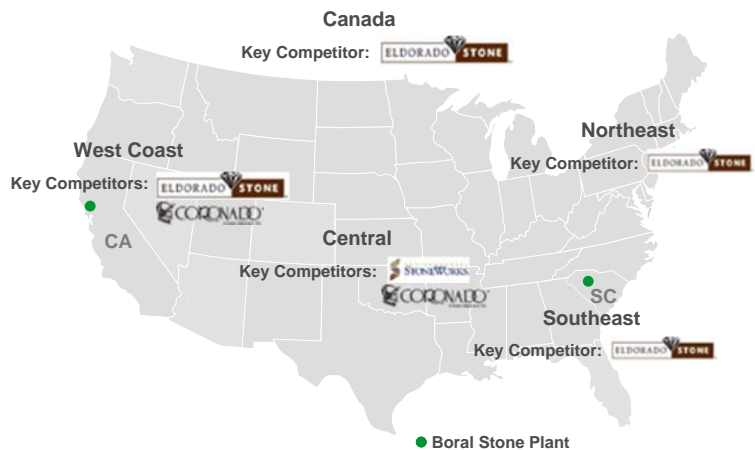 Canada
Key Competitor: ELDORADO STONE
Northeast
Key Competitor: ELDORADO STONE
West Coast
Key Competitors: ELDORADO STONE
CORONADO
CA
Central
Key Competitors: STONEWORKS
CORONADO
SC
Southeast
Key Competitor: ELDORADO STONE
Boral Stone Plant